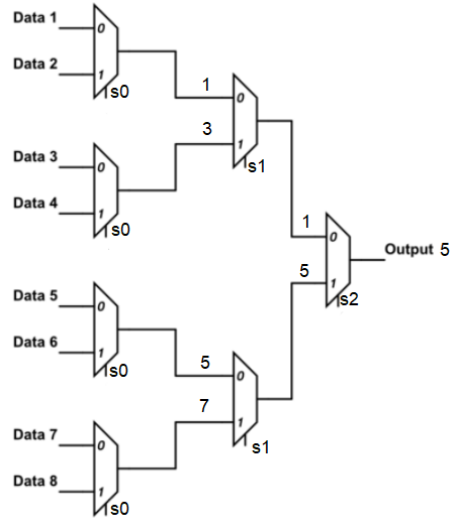 Data 1
0
Data 2
1
s0
1
0
3
Data 3
0
1
s1
Data 4
1
s0
1
0
Output 5
5
1
s2
Data 5
0
Data 6
1
s0
5
0
7
Data 7
0
1
s1
Data 8
1
s0